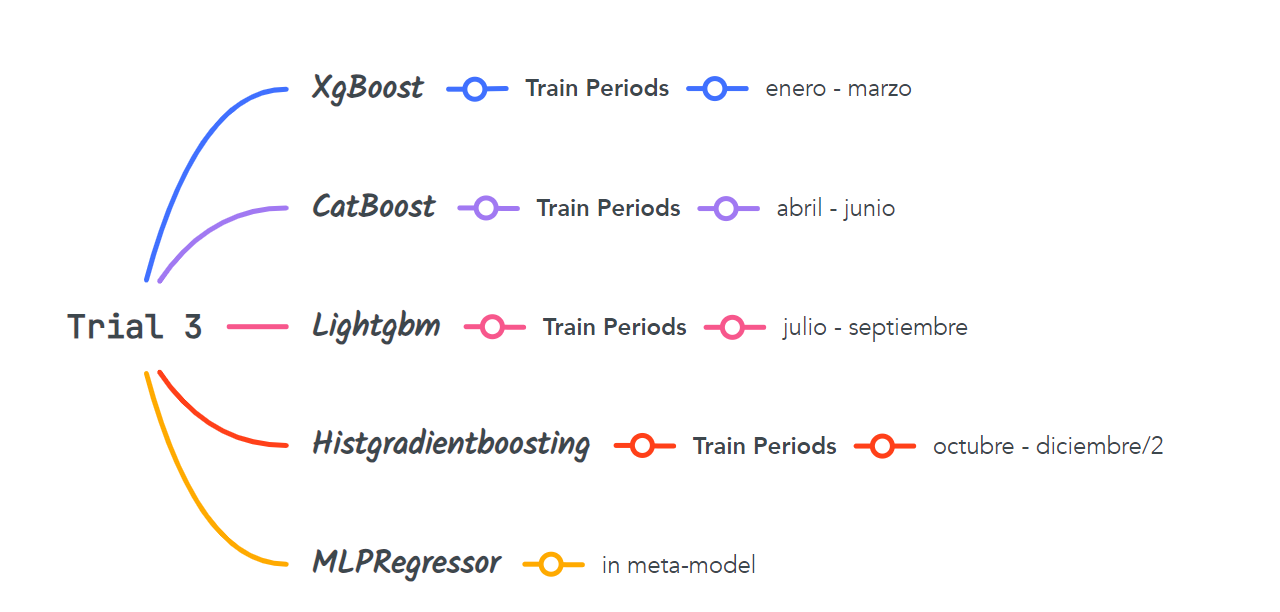 XgBoost Train Periods enero - marzo
CatBoost Train Periods abril - junio
Trial 3 Lightgbm Train Periods julio - septiembre
Histgradientboosting Train Periods octubre - diciembre/2
MLPRegressor in meta-model